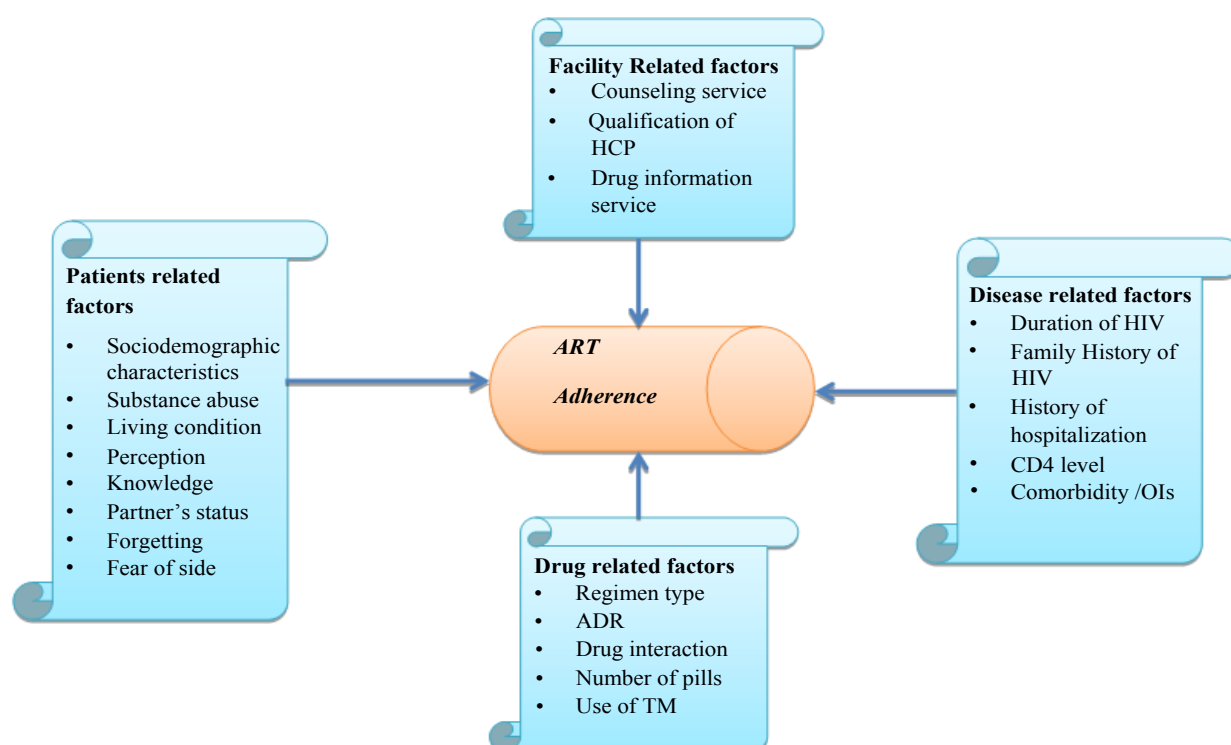 Facility Related factors
• Counseling service
• Qualification of
HCP
• Drug information
service
Patients related
factors
• Sociodemographic
characteristics
• Substance abuse
• Living condition
• Perception
• Knowledge
• Partner’s status
• Forgetting
• Fear of side
ART
Adherence
Disease related factors
• Duration of HIV
• Family History of
HIV
• History of
hospitalization
• CD4 level
• Comorbidity /OIs
Drug related factors
• Regimen type
• ADR
• Drug interaction
• Number of pills
• Use of TM